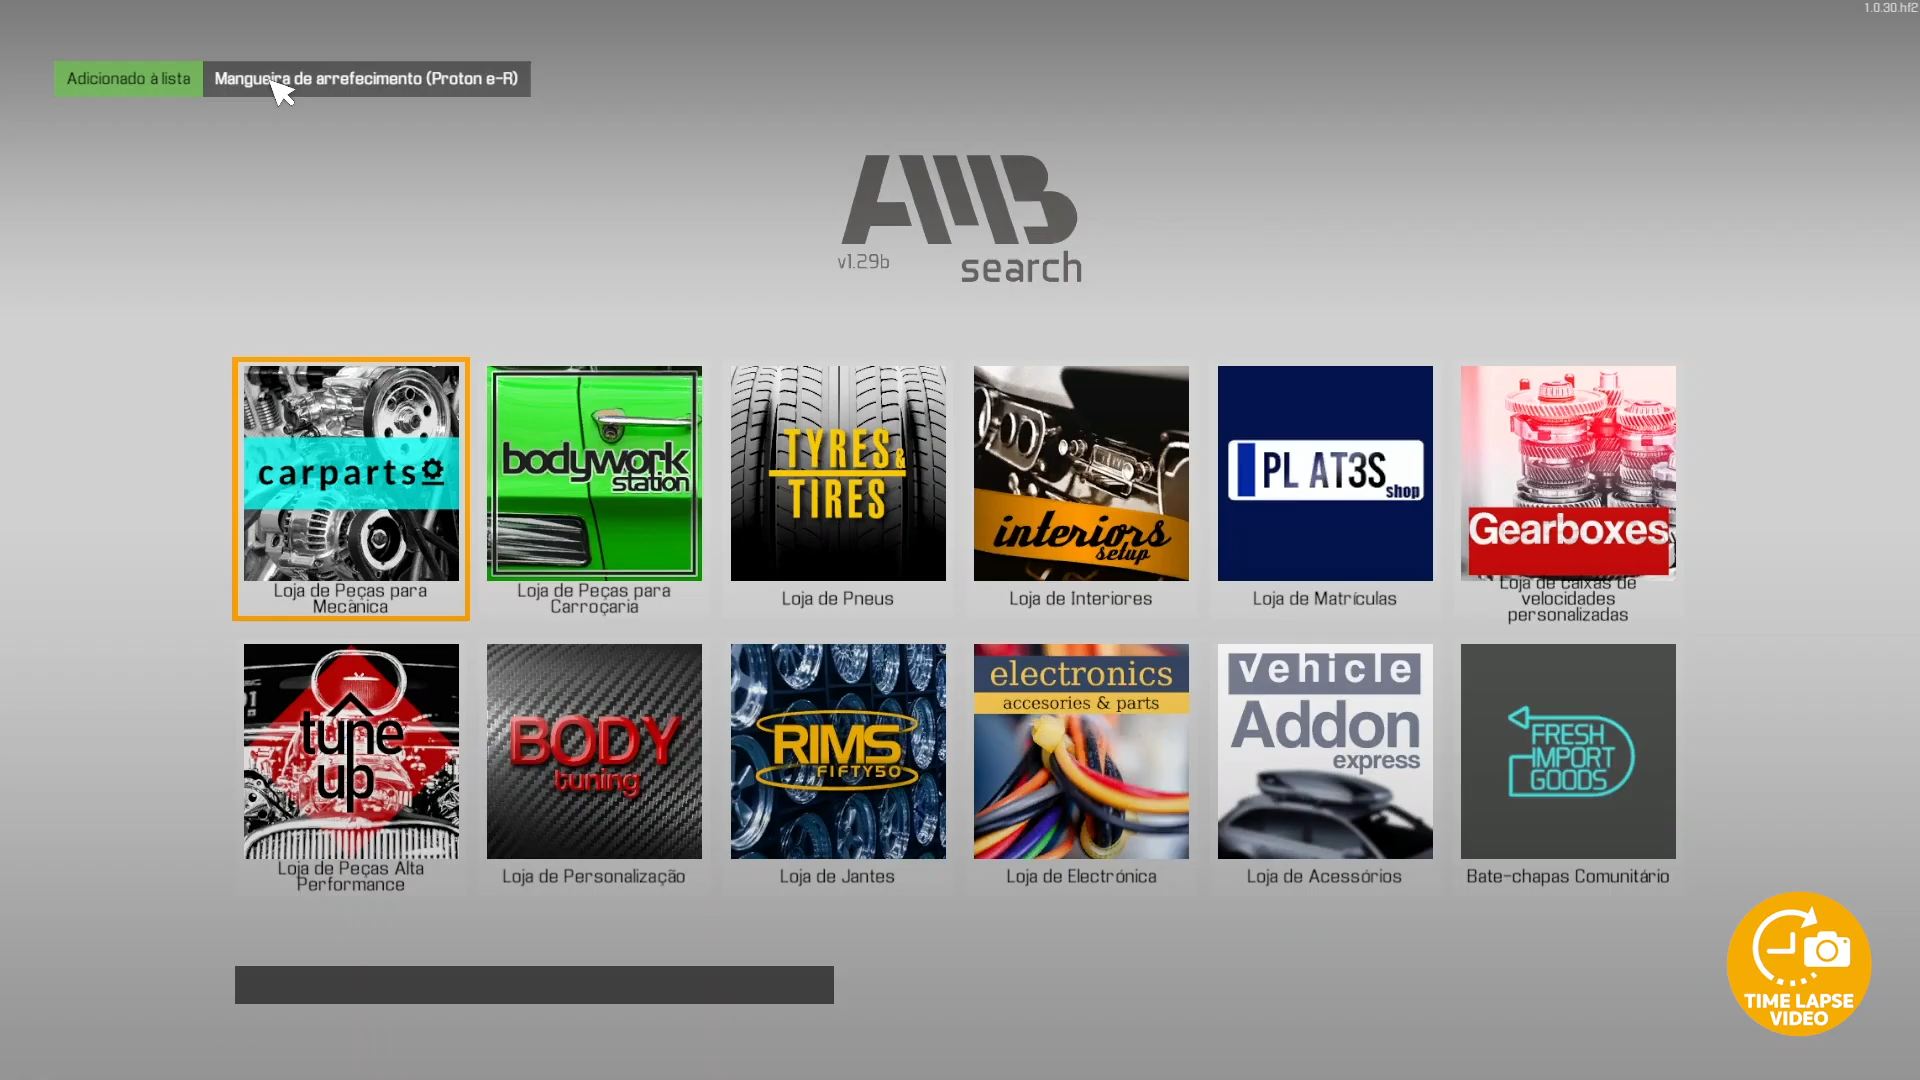 1.0.30.hf2
Adicionado à lista
Mangueira de arrefecimento (Proton e-R)
AMB
v1.29b
search
carparts
bodywork
station
TYRES &
TIRES
interiors
setup
PL AT3S
shop
Gearboxes
Loja de Peças para
Mecânica
Loja de Peças para
Carroçaria
Loja de Pneus
Loja de Interiores
Loja de Matrículas
Loja de caixas de
velocidades
personalizadas
tune
up
BODY
tuning
RIMS
FIFTY50
electronics
accesories & parts
vehicle
Addon
express
FRESH
IMPORT
GOODS
Loja de Peças Alta
Performance
Loja de Personalização
Loja de Jantes
Loja de Electrónica
Loja de Acessórios
Bate-chapas Comunitário
TIME LAPSE
VIDEO